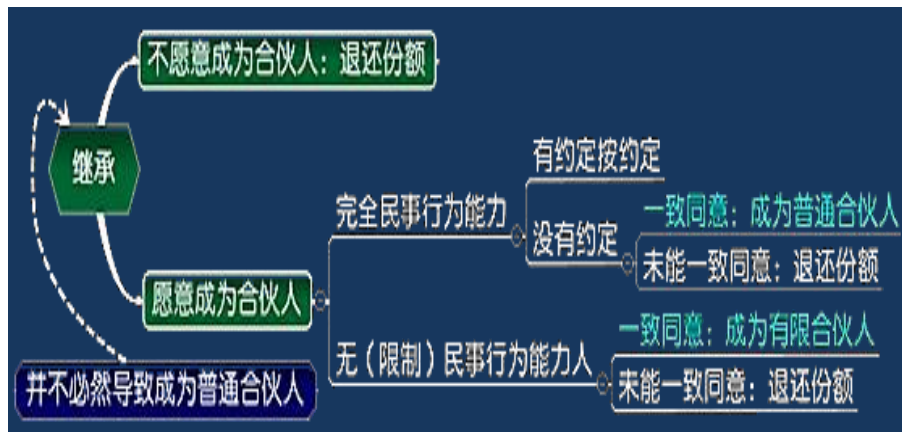 不愿意成为合伙人：退还份额
继承
愿意成为合伙人
并不必然导致成为普通合伙人
完全民事行为能力
有约定按约定
没有约定
一致同意：成为普通合伙人
未能一致同意：退还份额
无（限制）民事行为能力人
一致同意：成为有限合伙人
未能一致同意：退还份额